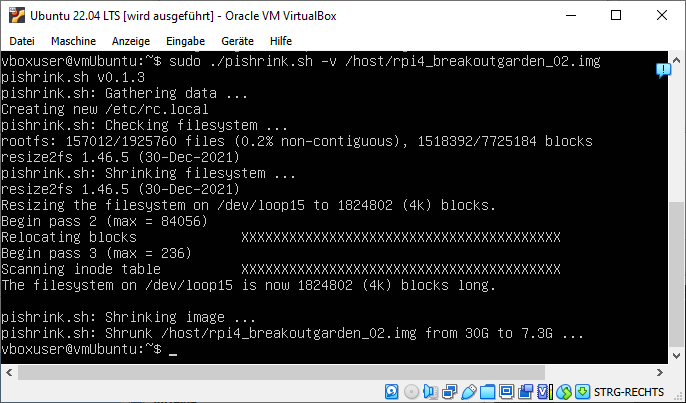 Ubuntu 22.04 LTS [wird ausgeführt] - Oracle VM VirtualBox
Datei Maschine Anzeige Eingabe Geräte Hilfe
vboxuser@vmUbuntu:~$ sudo ./pishrink.sh -v /host/rpi4_breakoutgarden_02.img
pishrink.sh v0.1.3
pishrink.sh: Gathering data ...
Creating new /etc/rc.local
pishrink.sh: Checking filesystem ...
rootfs: 157012/1925760 files (0.2% non-contiguous), 1518392/7725184 blocks
resize2fs 1.46.5 (30-Dec-2021)
pishrink.sh: Shrinking filesystem ...
resize2fs 1.46.5 (30-Dec-2021)
Resizing the filesystem on /dev/loop15 to 1824802 (4k) blocks.
Begin pass 2 (max = 84056)
Relocating blocks             XXXXXXXXXXXXXXXXXXXXXXXXXXXXXXXXXXXXXXXX
Begin pass 3 (max = 236)
Scanning inode table          XXXXXXXXXXXXXXXXXXXXXXXXXXXXXXXXXXXXXXXX
The filesystem on /dev/loop15 is now 1824802 (4k) blocks long.
pishrink.sh: Shrinking image ...
pishrink.sh: Shrunk /host/rpi4_breakoutgarden_02.img from 30G to 7.3G ...
vboxuser@vmUbuntu:~$ _
STRG-RECHTS